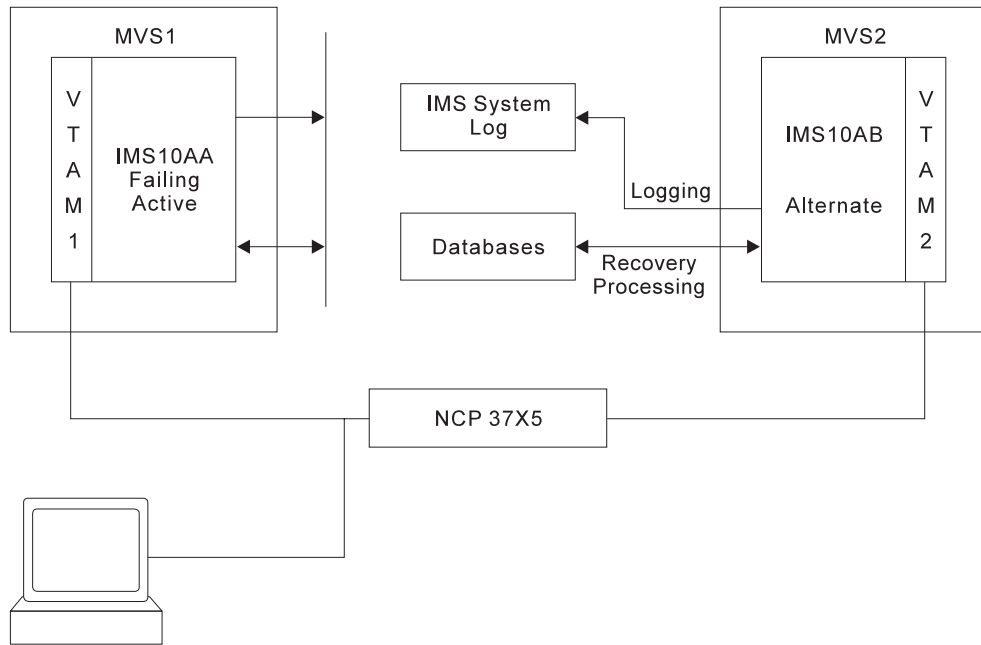 MVS1
V
T
A
M
1
IMS10AA
Failing
Active
IMS System
Log
Databases
Logging
Recovery
Processing
MVS2
IMS10AB
Alternate
V
T
A
M
2
NCP 37X5